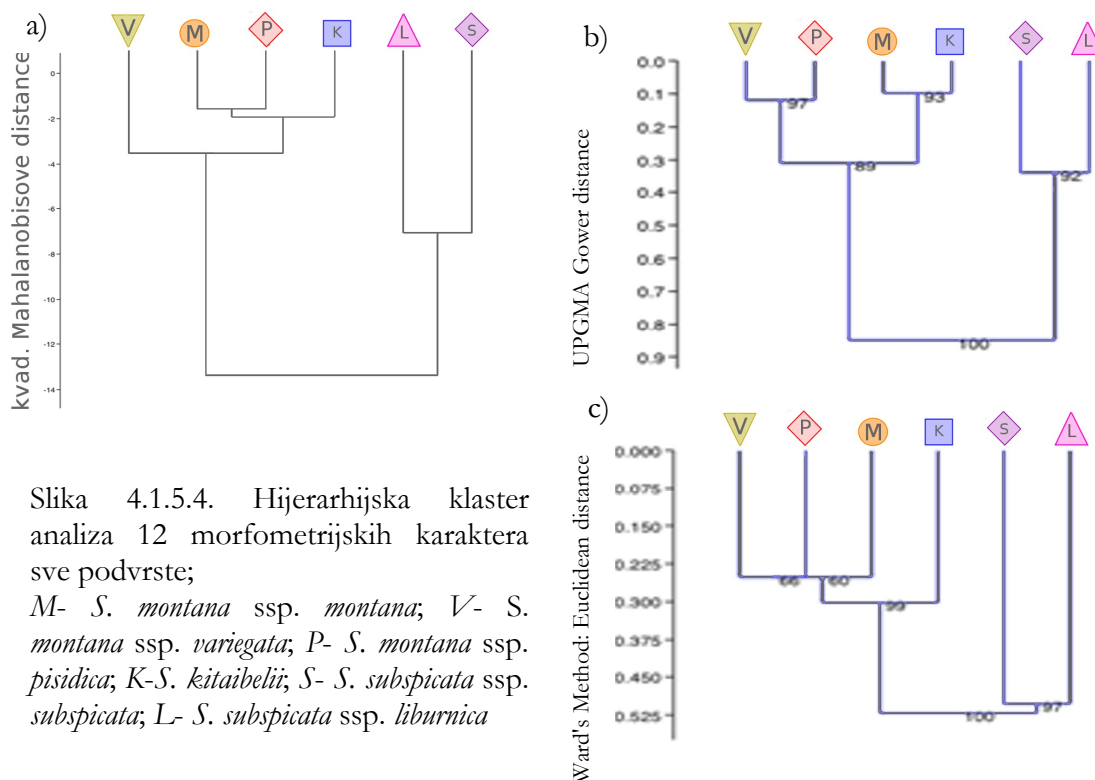 a)
V M P K L S
kvad. Mahalanobisove distance
0
-2
-4
-6
-8
-10
-12
-14
b)
V P M K S L
UPGMA Gower distance
0.0
0.1
0.2
0.3
0.4
0.5
0.6
0.7
0.8
0.9
97
93
89
92
100
c)
V P M K S L
Ward's Method: Euclidean distance
0.000
0.075
0.150
0.225
0.300
0.375
0.450
0.525
66
60
99
97
100
Slika 4.1.5.4. Hijerarhijska klaster
analiza 12 morfometrijskih karaktera
sve podvrste;
M- S. montana ssp. montana; V- S.
montana ssp. variegata; P- S. montana ssp.
pisidica; K-S. kitaibelii; S- S. subspicata ssp.
subspicata; L- S. subspicata ssp. liburnica